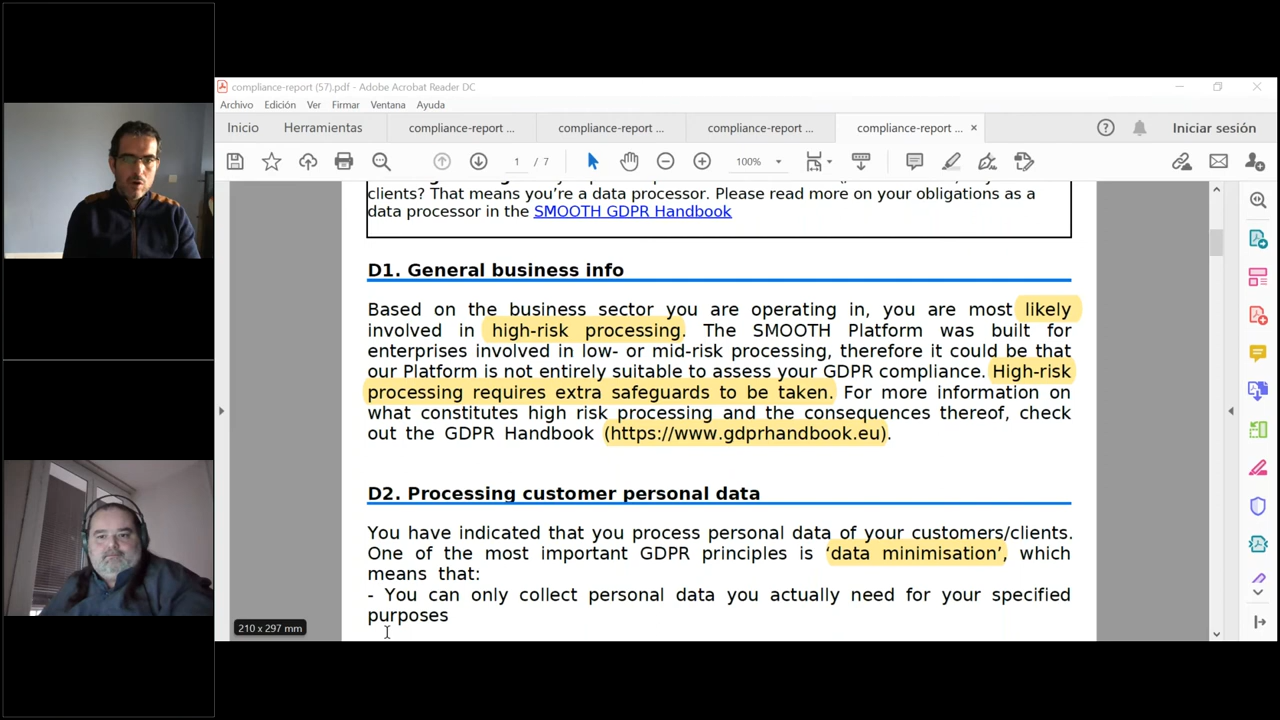 compliance-report (57).pdf - Adobe Acrobat Reader DC
Archivo Edición Ver Firmar Ventana Ayuda
Inicio Herramientas compliance-report ... compliance-report ... compliance-report ... compliance-report ... × Iniciar sesión
1 / 7 100%
clients? That means you're a data processor. Please read more on your obligations as a
data processor in the SMOOTH GDPR Handbook
D1. General business info
Based on the business sector you are operating in, you are most likely
involved in high-risk processing. The SMOOTH Platform was built for
enterprises involved in low- or mid-risk processing, therefore it could be that
our Platform is not entirely suitable to assess your GDPR compliance. High-risk
processing requires extra safeguards to be taken. For more information on
what constitutes high risk processing and the consequences thereof, check
out the GDPR Handbook (https://www.gdprhandbook.eu).
D2. Processing customer personal data
You have indicated that you process personal data of your customers/clients.
One of the most important GDPR principles is ‘data minimisation’, which
means that:
- You can only collect personal data you actually need for your specified
purposes
210 x 297 mm